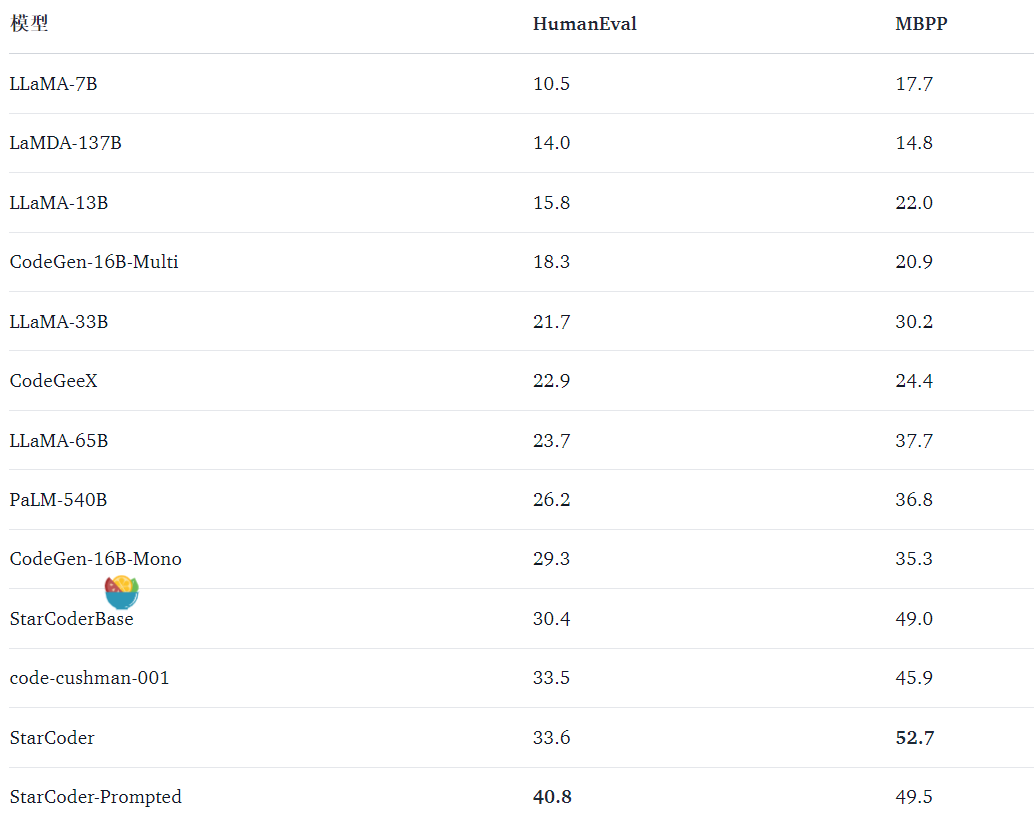 模型 HumanEval MBPP
LLaMA-7B 10.5 17.7
LaMDA-137B 14.0 14.8
LLaMA-13B 15.8 22.0
CodeGen-16B-Multi 18.3 20.9
LLaMA-33B 21.7 30.2
CodeGeeX 22.9 24.4
LLaMA-65B 23.7 37.7
PaLM-540B 26.2 36.8
CodeGen-16B-Mono 29.3 35.3
StarCoderBase 30.4 49.0
code-cushman-001 33.5 45.9
StarCoder 33.6 52.7
StarCoder-Prompted 40.8 49.5